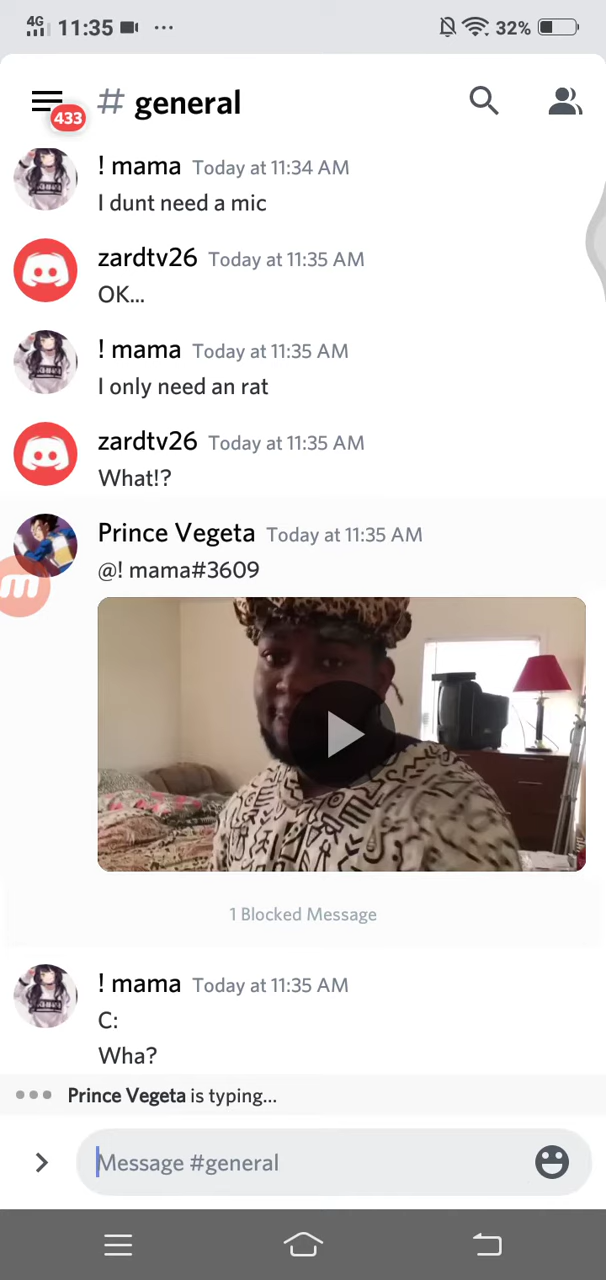 4G 11:35 ... 32%
# general
433
! mama Today at 11:34 AM
I dunt need a mic
zardtv26 Today at 11:35 AM
OK...
! mama Today at 11:35 AM
I only need an rat
zardtv26 Today at 11:35 AM
What!?
Prince Vegeta Today at 11:35 AM
@! mama#3609
m
1 Blocked Message
! mama Today at 11:35 AM
C:
Wha?
Prince Vegeta is typing...
Message #general